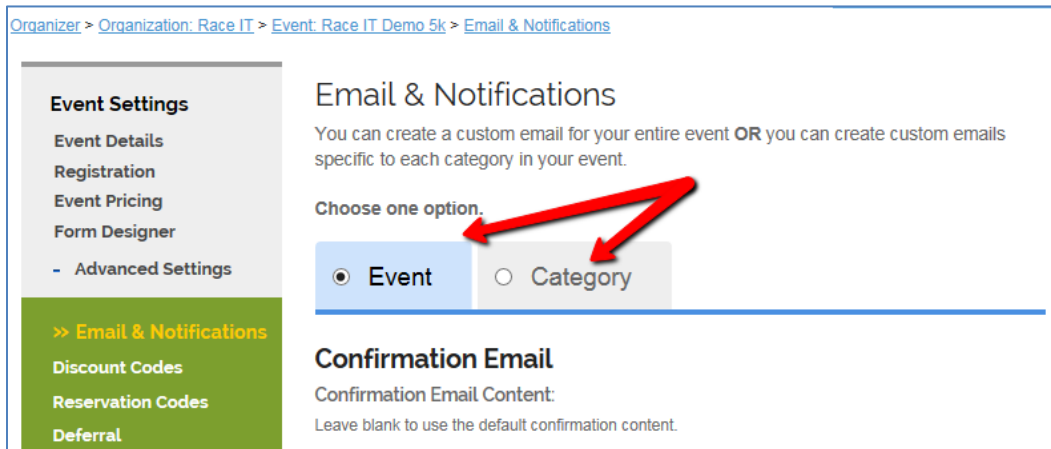 Organizer > Organization: Race IT > Event: Race IT Demo 5k > Email & Notifications
Event Settings
Event Details
Registration
Event Pricing
Form Designer
- Advanced Settings
>> Email & Notifications
Discount Codes
Reservation Codes
Deferral
Email & Notifications
You can create a custom email for your entire event OR you can create custom emails
specific to each category in your event.
Choose one option.
Event
Category
Confirmation Email
Confirmation Email Content:
Leave blank to use the default confirmation content.